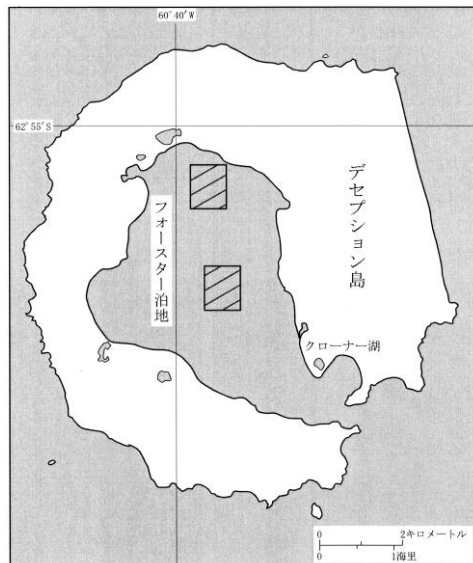 60°40′W
62°55′S
デセプション島
フォースター泊地
クローナー湖
0 2キロメートル
0 1海里